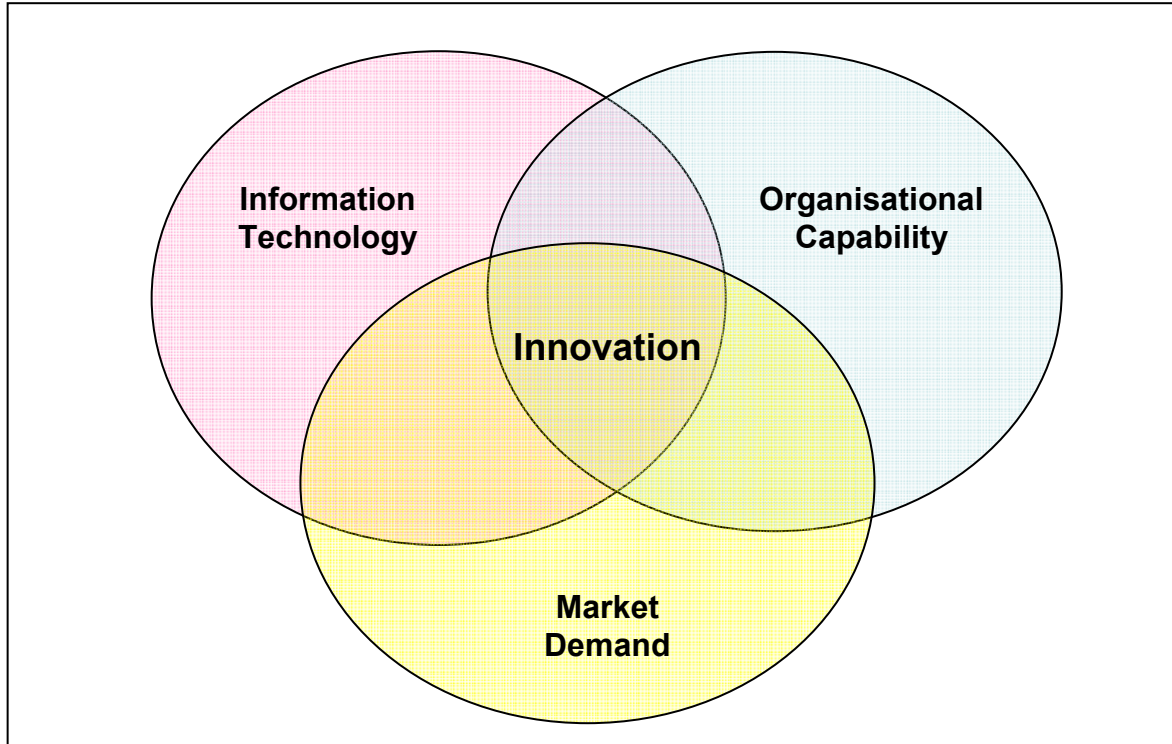 Information
Technology
Organisational
Capability
Innovation
Market
Demand